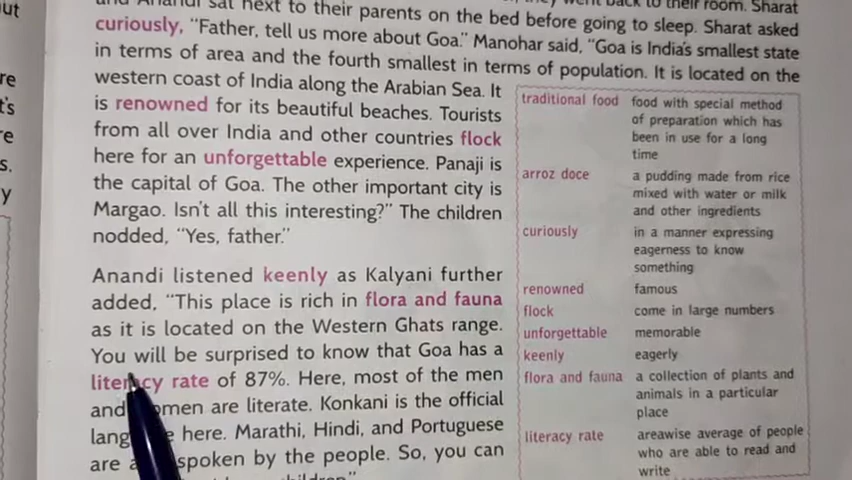 ut
re
t's
re
s.
y
and Anandi sat next to their parents on the bed before going to sleep. Sharat asked
they went back to their room. Sharat
curiously, “Father, tell us more about Goa.” Manohar said, “Goa is India's smallest state
in terms of area and the fourth smallest in terms of population. It is located on the
western coast of India along the Arabian Sea. It
is renowned for its beautiful beaches. Tourists
from all over India and other countries flock
here for an unforgettable experience. Panaji is
the capital of Goa. The other important city is
Margao. Isn't all this interesting?” The children
nodded, “Yes, father.”
Anandi listened keenly as Kalyani further
added, “This place is rich in flora and fauna
as it is located on the Western Ghats range.
You will be surprised to know that Goa has a
literacy rate of 87%. Here, most of the men
and women are literate. Konkani is the official
language here. Marathi, Hindi, and Portuguese
are spoken by the people. So, you can
traditional food food with special method
of preparation which has
been in use for a long
time
arroz doce a pudding made from rice
mixed with water or milk
and other ingredients
curiously in a manner expressing
eagerness to know
something
renowned famous
flock come in large numbers
unforgettable memorable
keenly eagerly
flora and fauna a collection of plants and
animals in a particular
place
literacy rate areawise average of people
who are able to read and
write